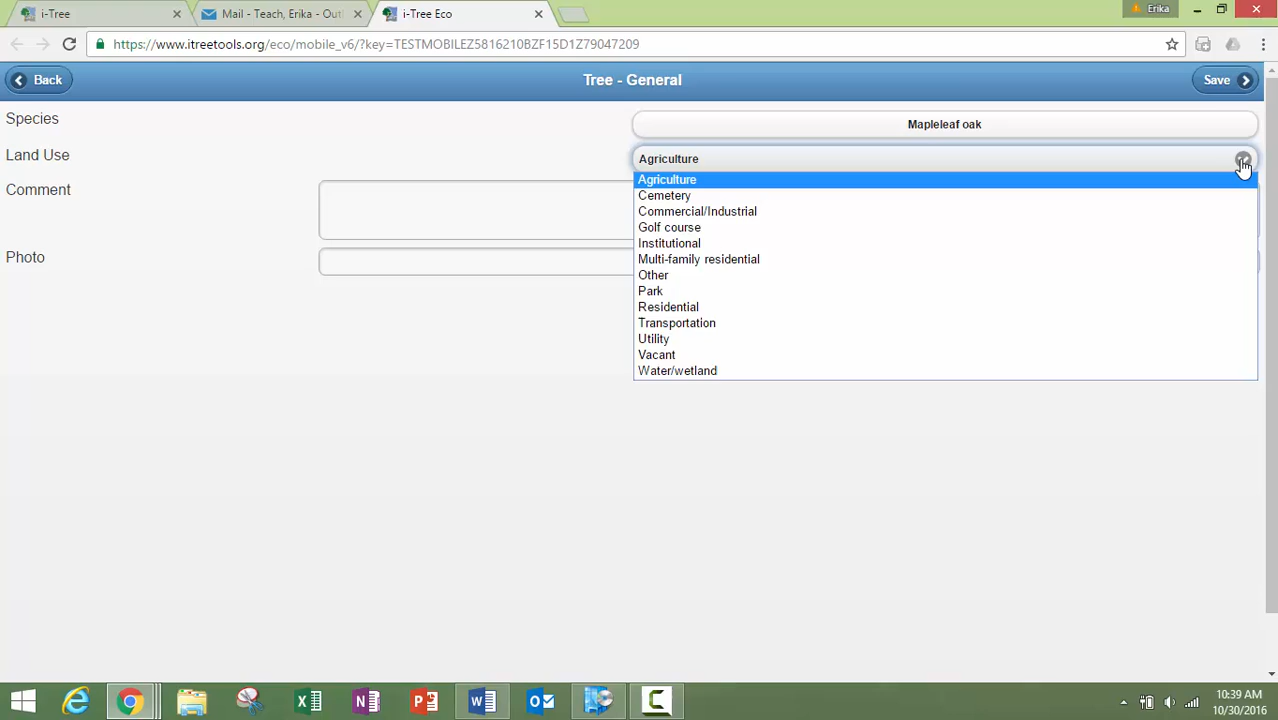 i-Tree
Mail - Teach, Erika - Outl
i-Tree Eco
Erika
https://www.itreetools.org/eco/mobile_v6/?key=TESTMOBILEZ5816210BZF15D1Z79047209
Back
Tree - General
Save
Species
Mapleleaf oak
Land Use
Agriculture
Agriculture
Cemetery
Commercial/Industrial
Golf course
Institutional
Multi-family residential
Other
Park
Residential
Transportation
Utility
Vacant
Water/wetland
Comment
Photo
10:39 AM
10/30/2016